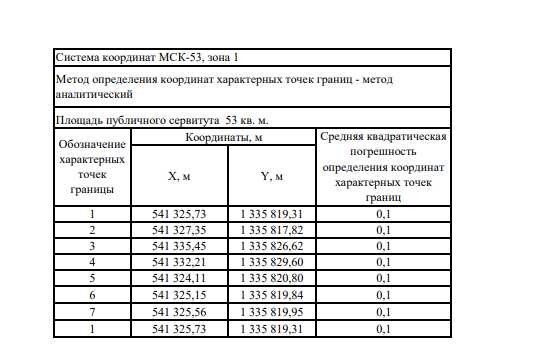 Система координат МСК-53, зона 1
Метод определения координат характерных точек границ - метод
аналитический
Площадь публичного сервитута  53 кв. м.
Обозначение
характерных
точек
границы
Координаты, м
Средняя квадратическая
погрешность
определения координат
характерных точек
границ
X, м
Y, м
1 541 325,73 1 335 819,31 0,1
2 541 327,35 1 335 817,82 0,1
3 541 335,45 1 335 826,62 0,1
4 541 332,21 1 335 829,60 0,1
5 541 324,11 1 335 820,80 0,1
6 541 325,15 1 335 819,84 0,1
7 541 325,56 1 335 819,95 0,1
1 541 325,73 1 335 819,31 0,1